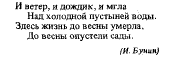 И ветер, и дождик, и мгла
Над холодной пустыней воды.
Здесь жизнь до весны умерла,
До весны опустели сады.
(И. Бунин)